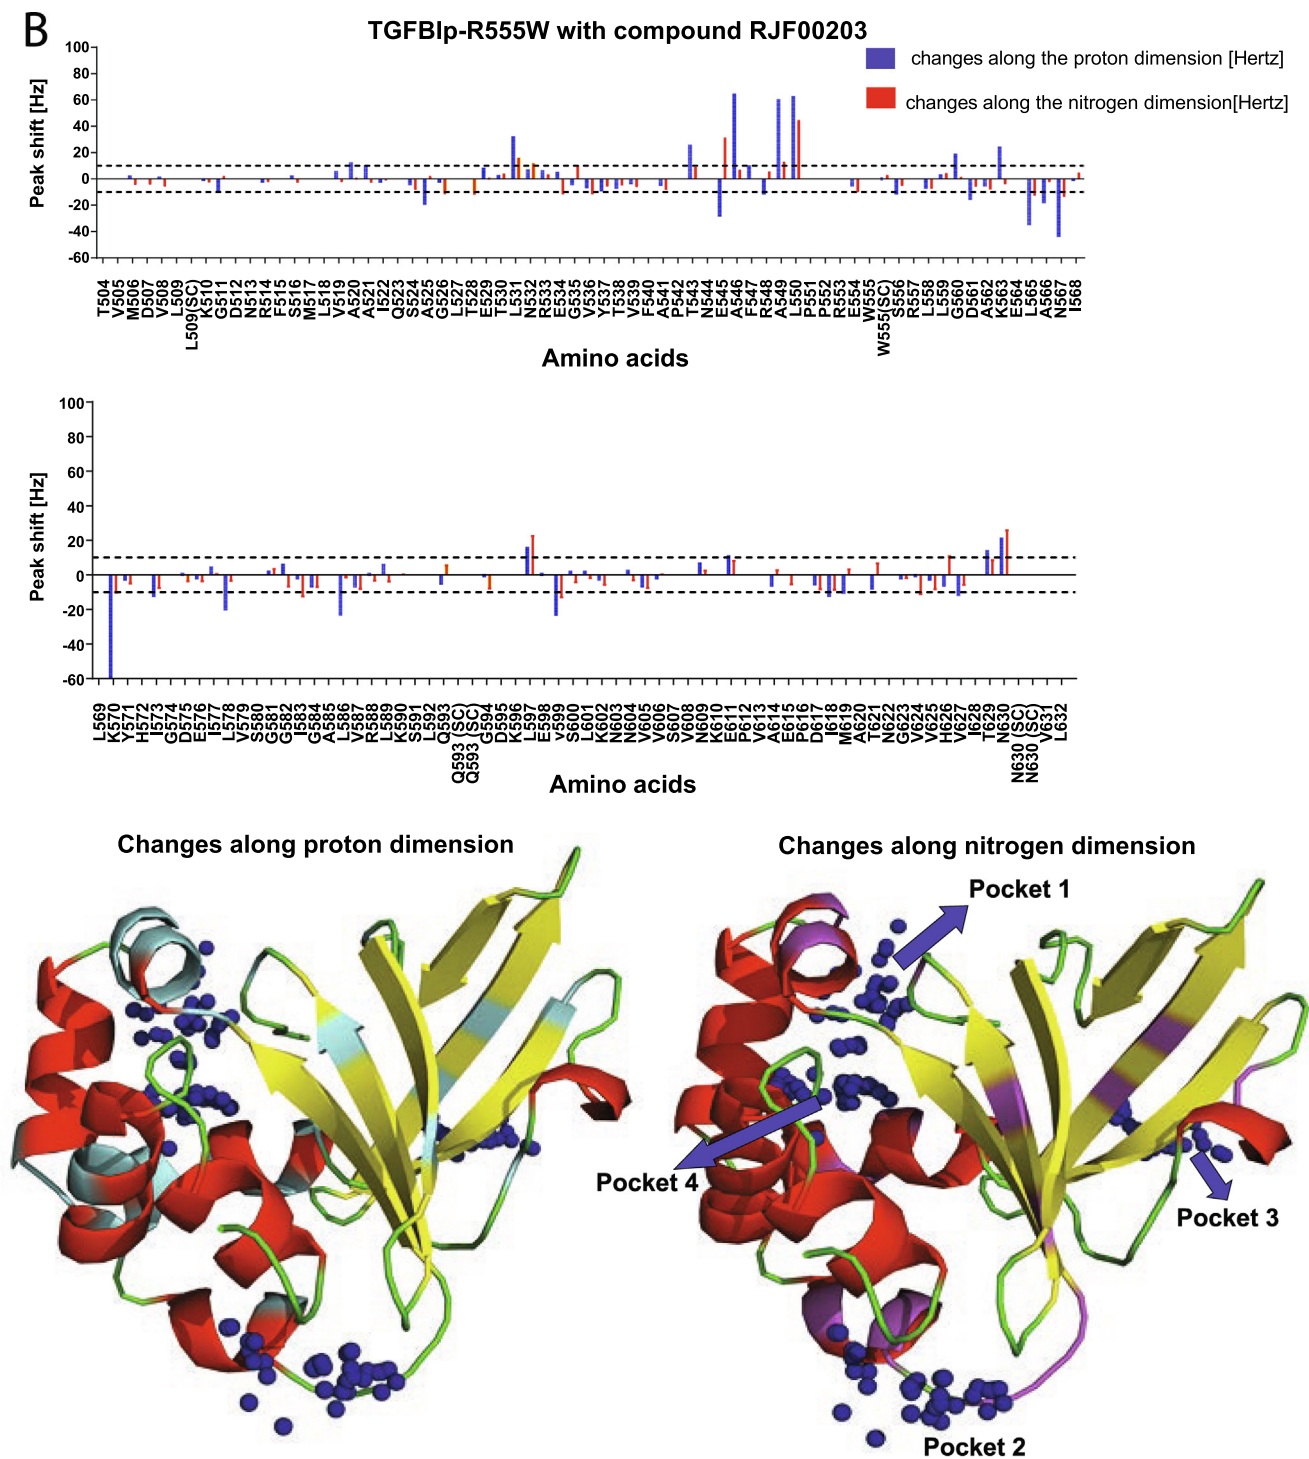 B
TGFBIp-R555W with compound RJF00203
changes along the proton dimension [Hertz]
changes along the nitrogen dimension[Hertz]
Peak shift [Hz]
100
80
60
40
20
0
-20
-40
-60
T504 V505 M506 D507 V508 L509 L509(SC) K510 G511 D512 N513 R514 F515 S516 M517 L518 V519 A520 A521 I522 Q523 S524 A525 G526 L527 T528 E529 T530 L531 N532 R533 E534 G535 V536 Y537 T538 V539 F540 A541 P542 T543 N544 E545 A546 F547 R548 A549 L550 P551 P552 R553 E554 W555 W555(SC) S556 R557 L558 L559 G560 D561 A562 K563 E564 L565 A566 N567 I568
Amino acids
Peak shift [Hz]
100
80
60
40
20
0
-20
-40
-60
L569 K570 Y571 H572 I573 G574 D575 E576 I577 L578 V579 S580 G581 G582 I583 G584 A585 L586 V587 R588 L589 K590 S591 L592 Q593 Q593 (SC) Q593 (SC) G594 D595 K596 L597 E598 v599 S600 L601 K602 N603 N604 V605 V606 S607 V608 N609 K610 E611 P612 V613 A614 E615 P616 D617 I618 M619 A620 T621 N622 G623 V624 V625 H626 V627 I628 T629 N630 N630 (SC) N630 (SC) V631 L632
Amino acids
Changes along proton dimension
Changes along nitrogen dimension
Pocket 1
Pocket 4
Pocket 3
Pocket 2